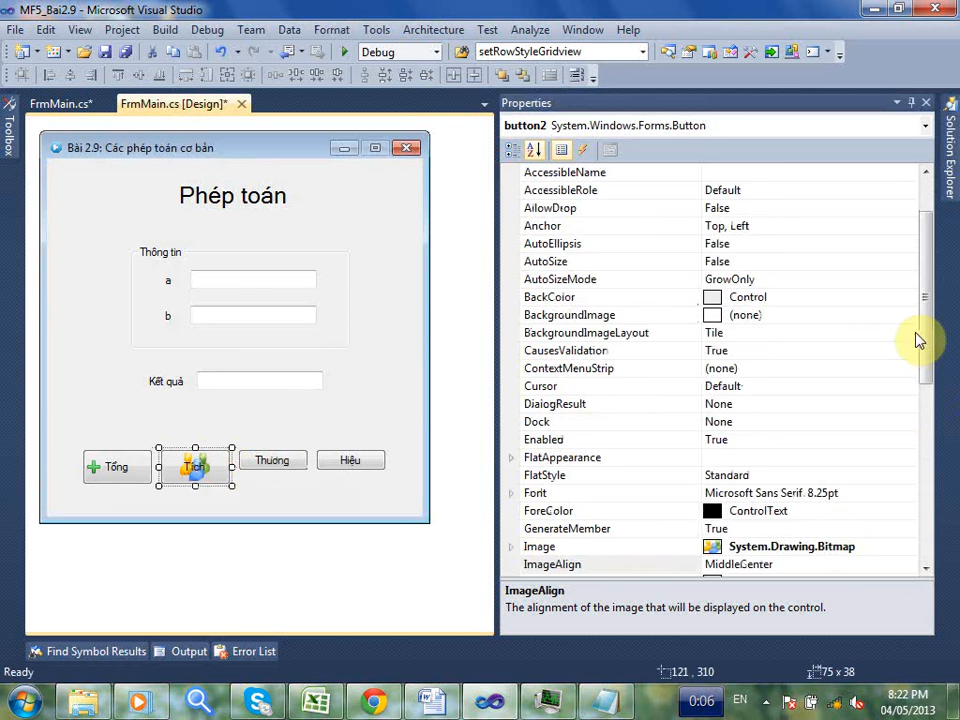 MF5_Bai2.9 - Microsoft Visual Studio
File Edit View Project Build Debug Team Data Format Tools Architecture Test Analyze Window Help
Debug setRowStyleGridview
FrmMain.cs* FrmMain.cs [Design]*
Toolbox
Bài 2.9: Các phép toán cơ bản
Phép toán
Thông tin
a
b
Kết quả
Tổng Tích Thương Hiệu
Properties
button2 System.Windows.Forms.Button
AccessibleName
AccessibleRole Default
AllowDrop False
Anchor Top, Left
AutoEllipsis False
AutoSize False
AutoSizeMode GrowOnly
BackColor Control
BackgroundImage (none)
BackgroundImageLayout Tile
CausesValidation True
ContextMenuStrip (none)
Cursor Default
DialogResult None
Dock None
Enabled True
FlatAppearance
FlatStyle Standard
Font Microsoft Sans Serif, 8.25pt
ForeColor ControlText
GenerateMember True
Image System.Drawing.Bitmap
ImageAlign MiddleCenter
ImageAlign
The alignment of the image that will be displayed on the control.
Solution Explorer
Find Symbol Results Output Error List
Ready 121 , 310 75 x 38
0:06 EN 8:22 PM
04/05/2013